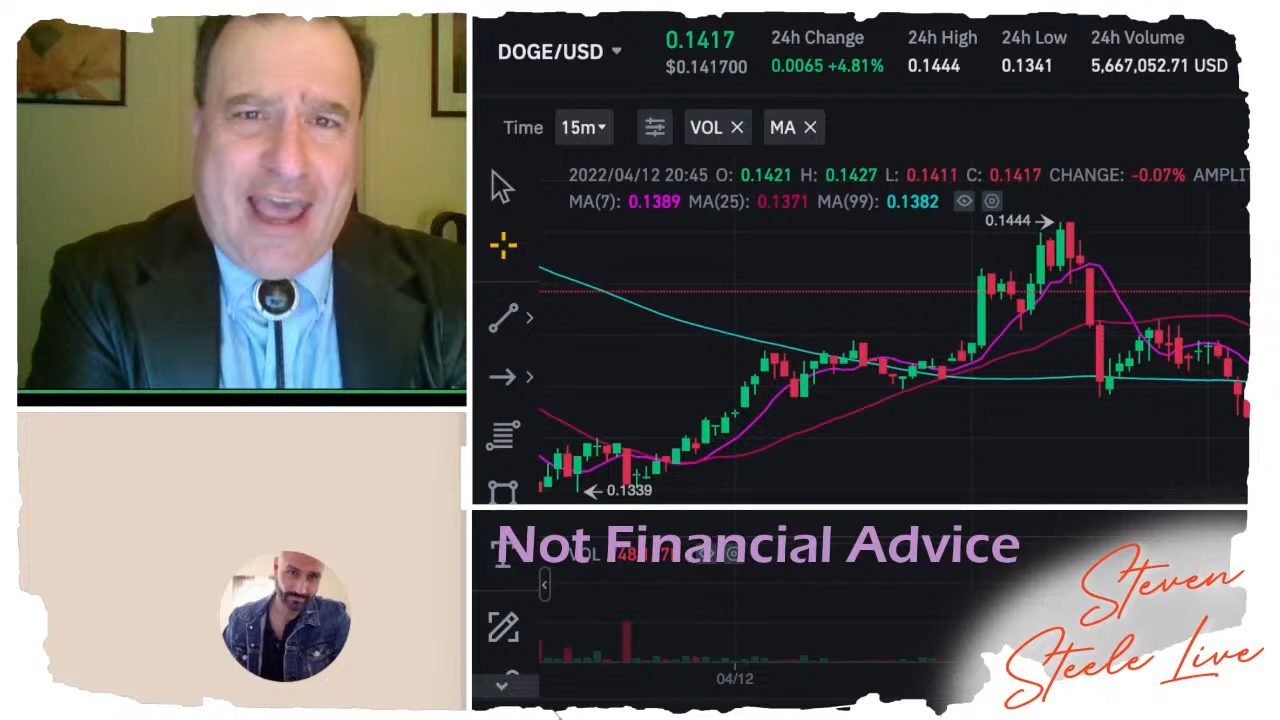 DOGE/USD
0.1417
$0.141700
24h Change
0.0065 +4.81%
24h High
0.1444
24h Low
0.1341
24h Volume
5,667,052.71 USD
Time 15m VOL MA
2022/04/12 20:45 O: 0.1421 H: 0.1427 L: 0.1411 C: 0.1417 CHANGE: -0.07% AMPLIT
MA(7): 0.1389 MA(25): 0.1371 MA(99): 0.1382
0.1444
0.1339
Not Financial Advice
04/12
Steven
Steele Live